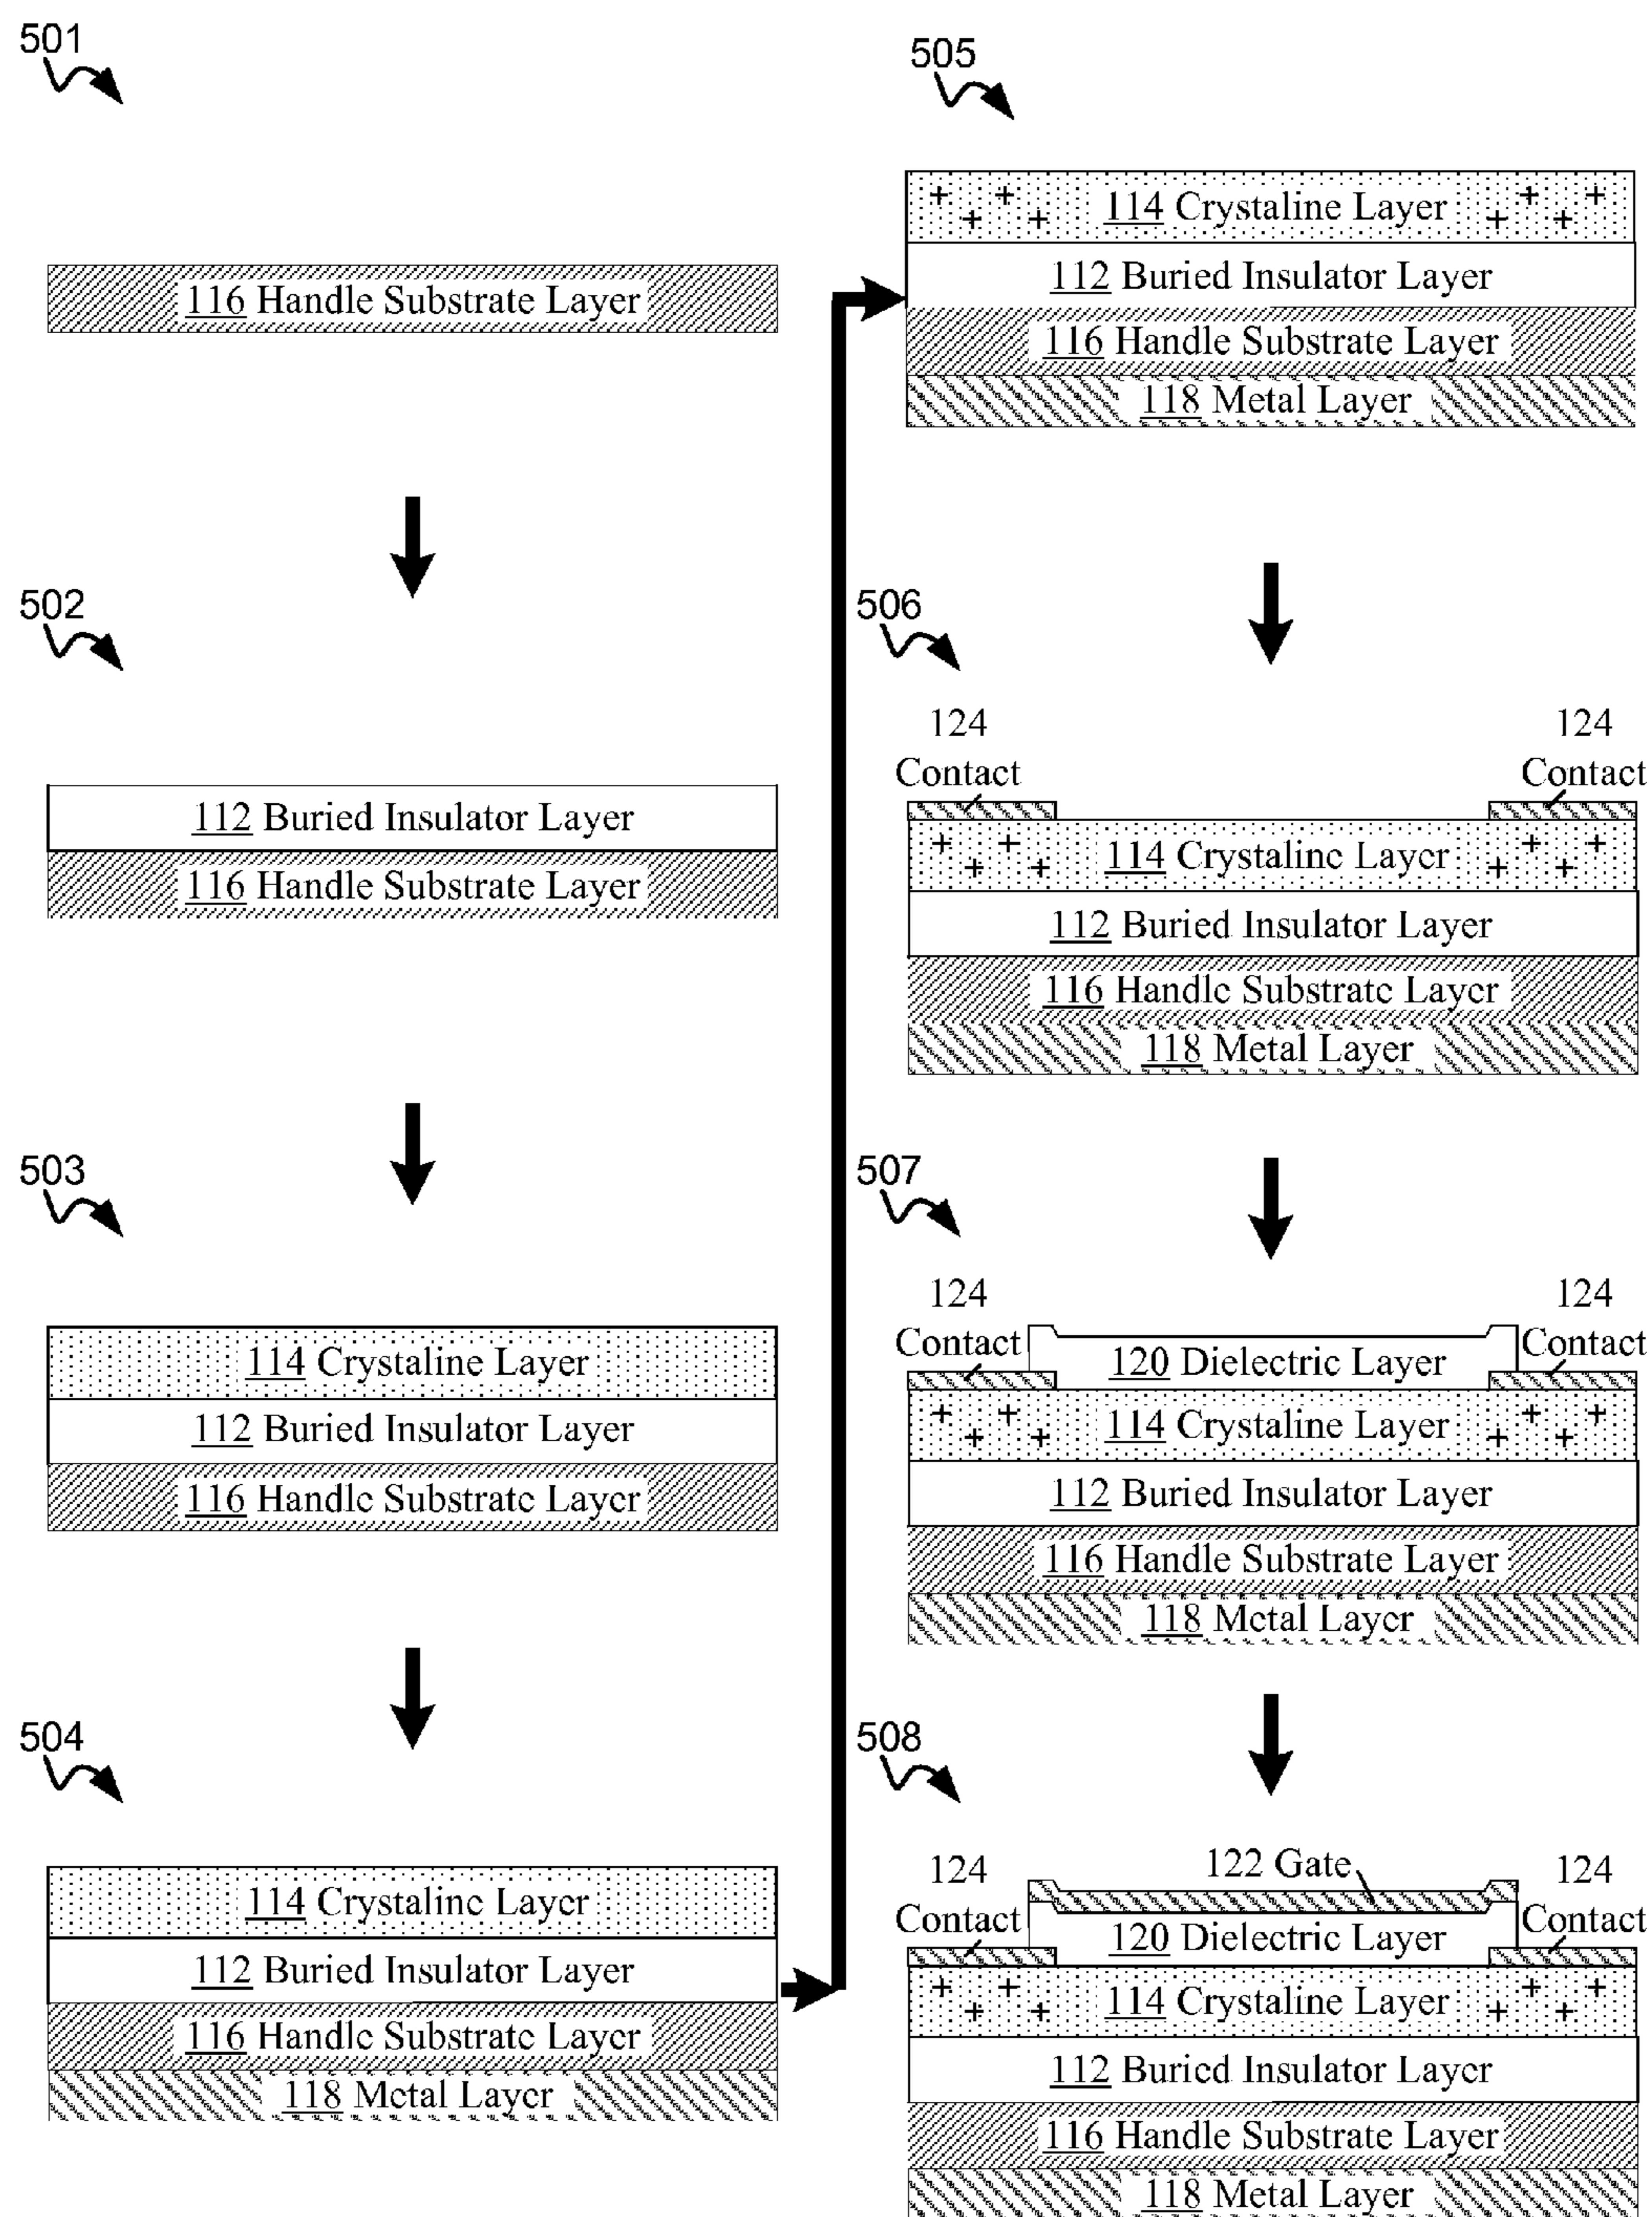 501
116 Handle Substrate Layer
502
112 Buried Insulator Layer
116 Handle Substrate Layer
503
114 Crystaline Layer
112 Buried Insulator Layer
116 Handle Substrate Layer
504
114 Crystaline Layer
112 Buried Insulator Layer
116 Handle Substrate Layer
118 Metal Layer
505
114 Crystaline Layer
112 Buried Insulator Layer
116 Handle Substrate Layer
118 Metal Layer
506
124
Contact
124
Contact
114 Crystaline Layer
112 Buried Insulator Layer
116 Handle Substrate Layer
118 Metal Layer
507
124
Contact
124
Contact
120 Dielectric Layer
114 Crystaline Layer
112 Buried Insulator Layer
116 Handle Substrate Layer
118 Metal Layer
508
124
Contact
122 Gate
124
Contact
120 Dielectric Layer
114 Crystaline Layer
112 Buried Insulator Layer
116 Handle Substrate Layer
118 Metal Layer